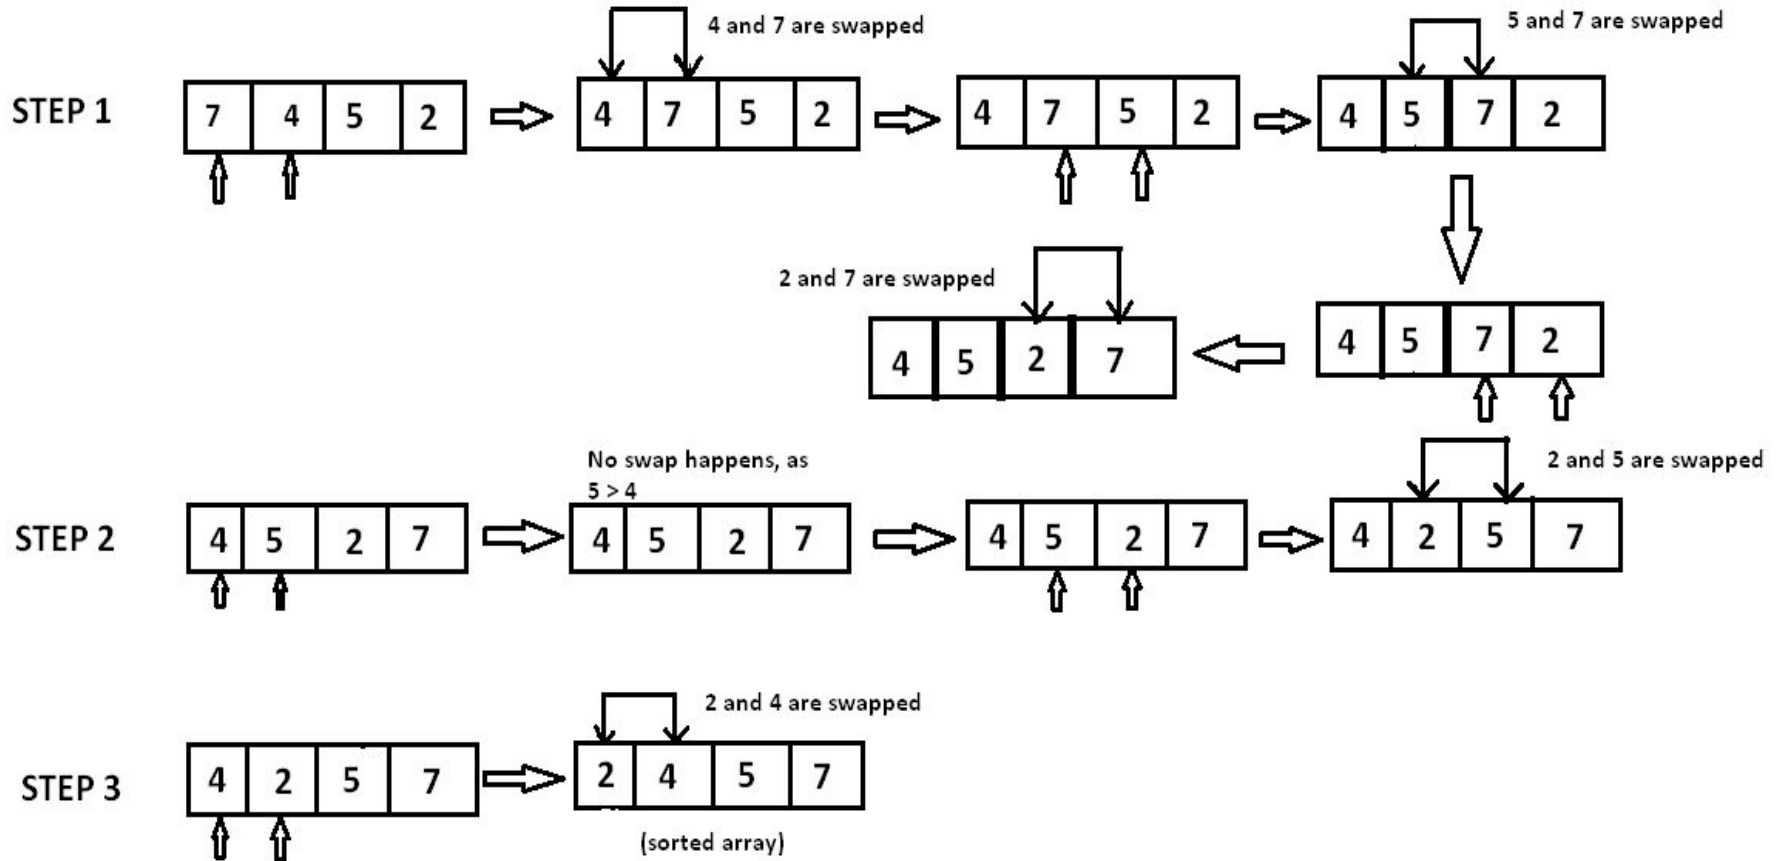 4 and 7 are swapped
5 and 7 are swapped
STEP 1
7 4 5 2
4 7 5 2
4 7 5 2
4 5 7 2
2 and 7 are swapped
4 5 2 7
4 5 7 2
No swap happens, as
5 > 4
2 and 5 are swapped
STEP 2
4 5 2 7
4 5 2 7
4 5 2 7
4 2 5 7
2 and 4 are swapped
STEP 3
4 2 5 7
2 4 5 7
(sorted array)